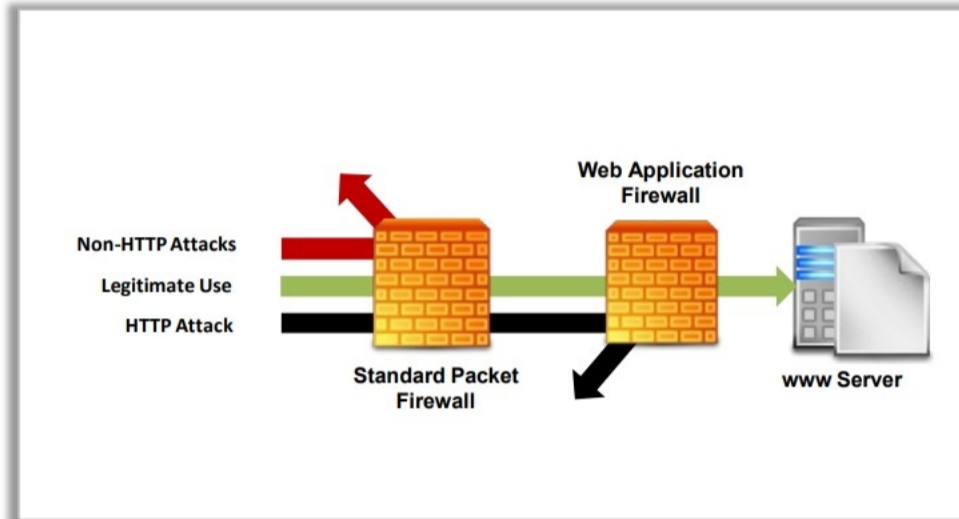 Web Application
Firewall
Non-HTTP Attacks
Legitimate Use
HTTP Attack
Standard Packet
Firewall
www Server